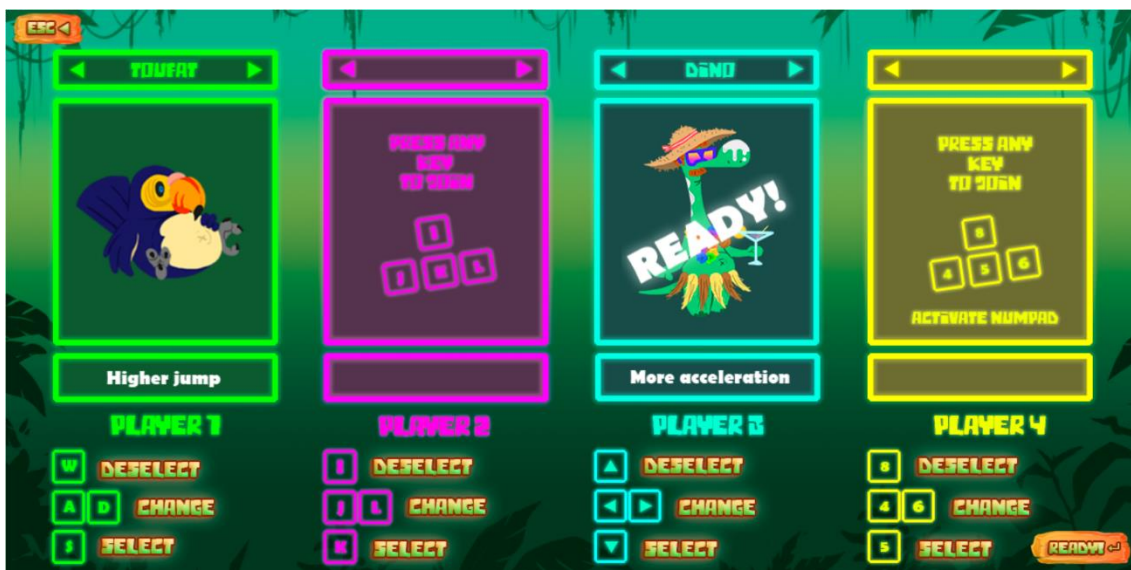 ESC
TOUFAT
DiNO
PRESS ANY
KEY
TO JOiN
I
J K L
READY!
PRESS ANY
KEY
TO JOiN
8
4 5 6
ACTiVATE NUMPAD
Higher jump
More acceleration
PLAYER 1
PLAYER 2
PLAYER 3
PLAYER 4
W DESELECT
I DESELECT
DESELECT
8 DESELECT
A D CHANGE
J L CHANGE
CHANGE
4 6 CHANGE
S SELECT
K SELECT
SELECT
5 SELECT
READY!